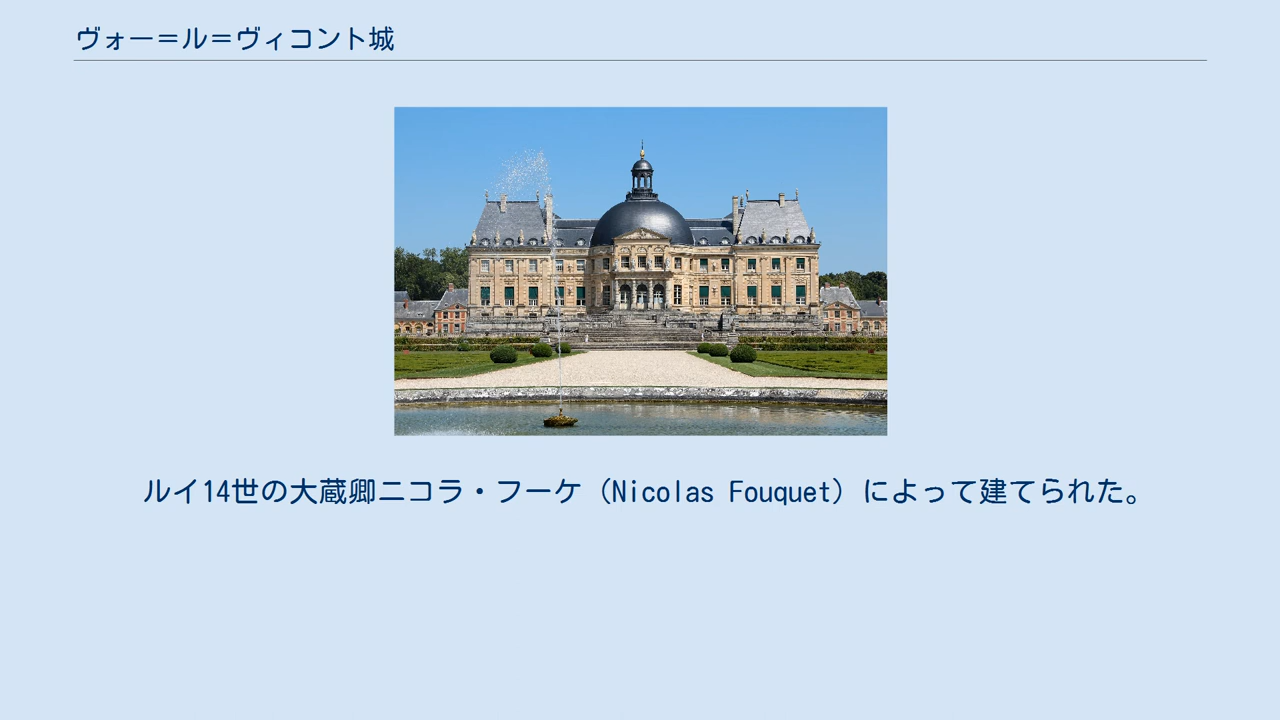 ヴォー＝ル＝ヴィコント城
ルイ14世の大蔵卿ニコラ・フーケ（Nicolas Fouquet）によって建てられた。